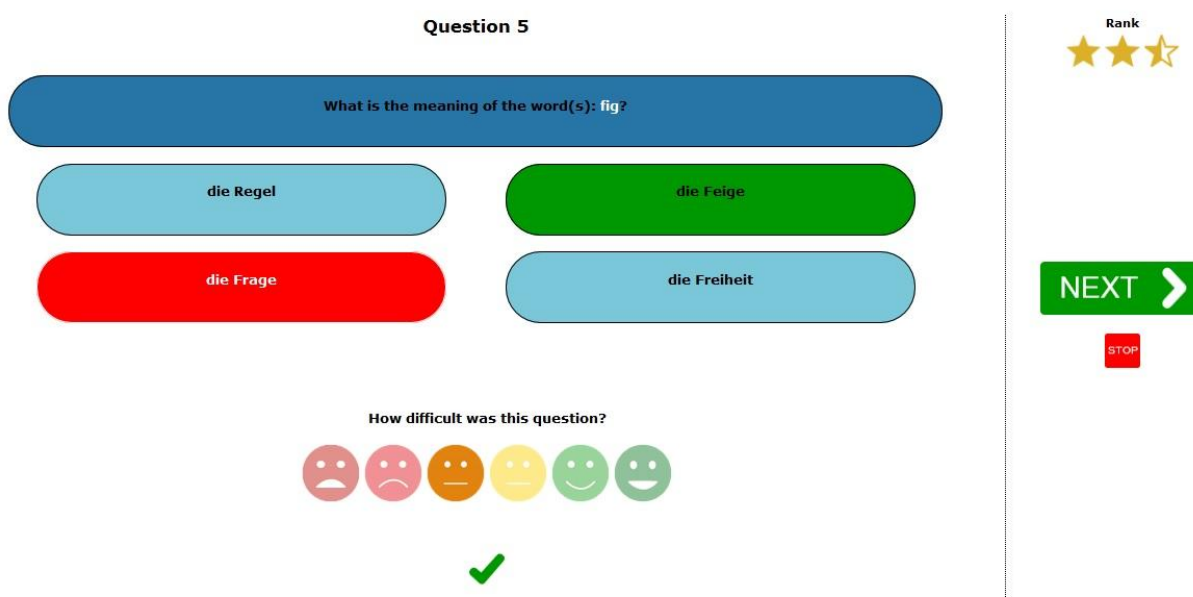 Question 5
Rank
What is the meaning of the word(s): fig?
die Regel
die Feige
die Frage
die Freiheit
NEXT
STOP
How difficult was this question?